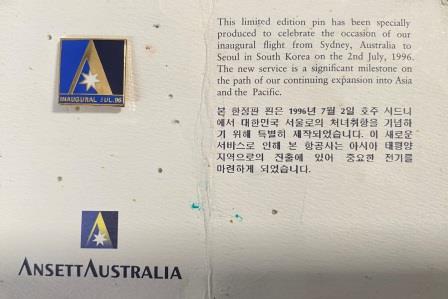 INAUGURAL JUL.96
ANSETT AUSTRALIA
This limited edition pin has been specially
produced to celebrate the occasion of our
inaugural flight from Sydney, Australia to
Seoul in South Korea on the 2nd July, 1996.
The new service is a significant milestone on
the path of our continuing expansion into Asia
and the Pacific.
본 한정판 핀은 1996년 7월 2일 호주 시드니
에서 대한민국 서울로의 처녀취항을 기념하
기 위해 특별히 제작되었습니다. 이 새로운
서비스로 인해 본 항공사는 아시아 태평양
지역으로의 진출에 있어 중요한 전기를
마련하게 되었습니다.